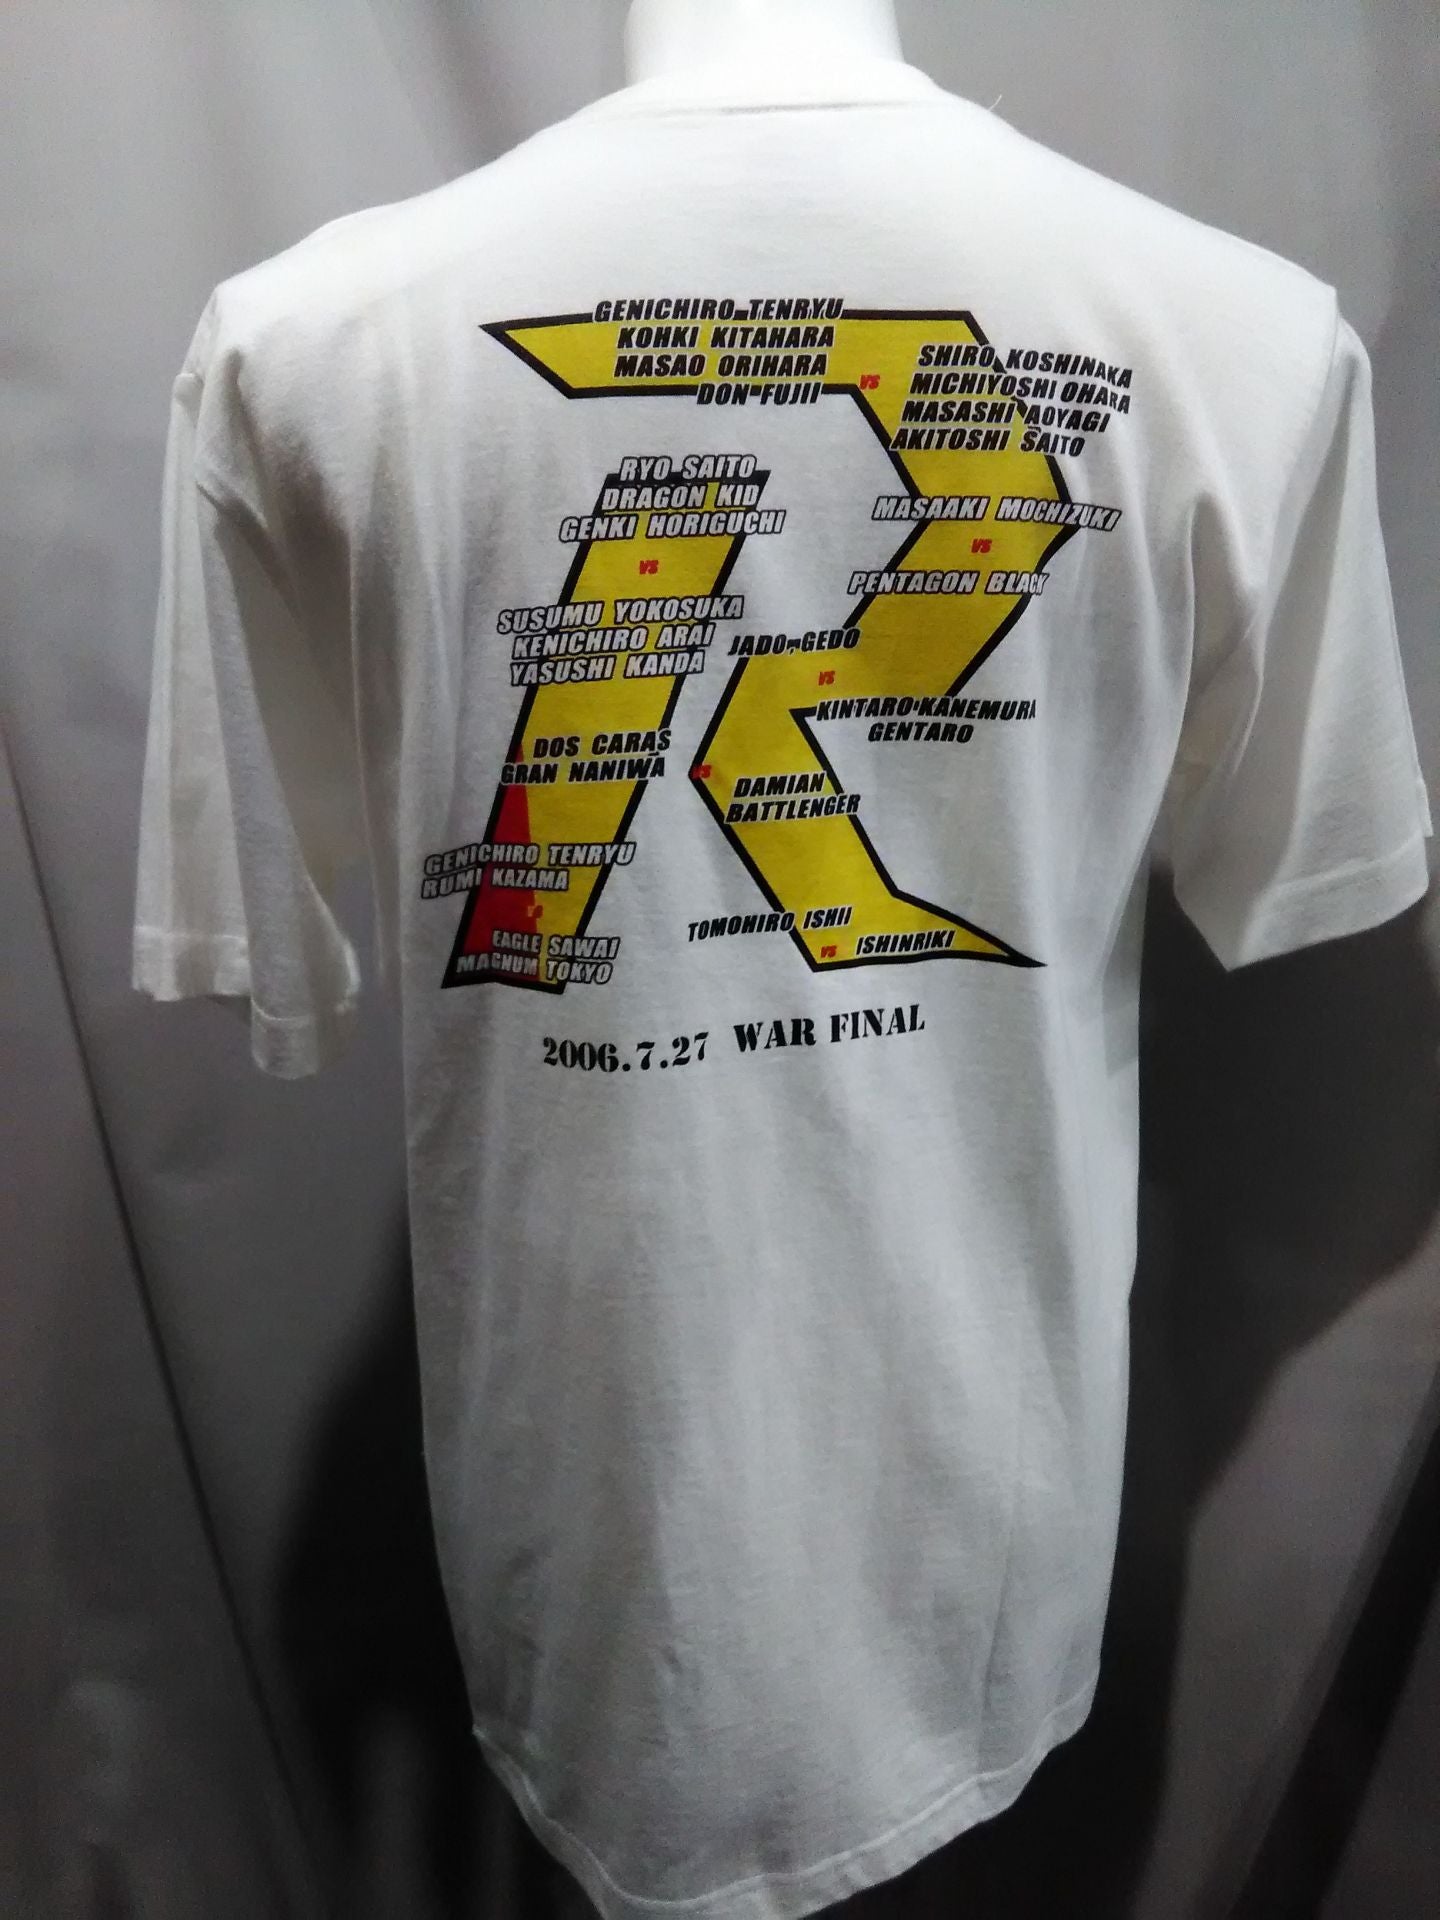 GENICHIRO TENRYU
KOHKI KITAHARA
MASAO ORIHARA
DON FUJII
VS
SHIRO KOSHINAKA
MICHIYOSHI OHARA
MASASHI AOYAGI
AKITOSHI SAITO
MASAAKI MOCHIZUKI
VS
PENTAGON BLACK
JADO GEDO
VS
KINTARO KANEMURA
GENTARO
RYO SAITO
DRAGON KID
GENKI HORIGUCHI
VS
SUSUMU YOKOSUKA
KENICHIRO ARAI
YASUSHI KANDA
DOS CARAS
GRAN NANIWA
VS
DAMIAN
BATTLENGER
GENICHIRO TENRYU
RUMI KAZAMA
VS
EAGLE SAWAI
MAGNUM TOKYO
TOMOHIRO ISHII
VS ISHINRIKI
2006.7.27 WAR FINAL